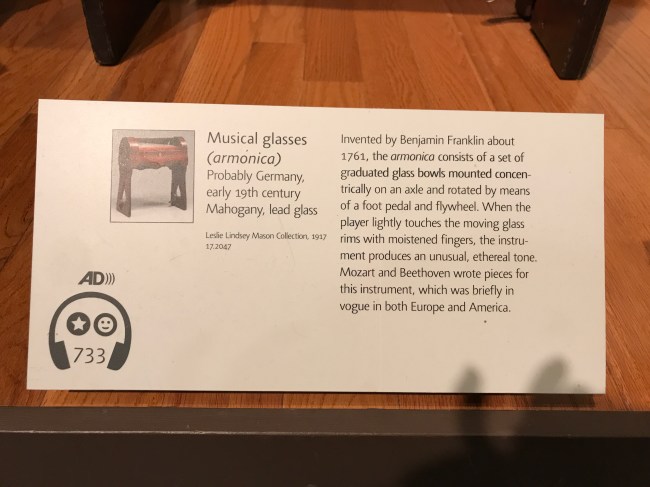 Musical glasses
(armonica)
Probably Germany,
early 19th century
Mahogany, lead glass
Leslie Lindsey Mason Collection, 1917
17.2047
Invented by Benjamin Franklin about
1761, the armonica consists of a set of
graduated glass bowls mounted concen-
trically on an axle and rotated by means
of a foot pedal and flywheel. When the
player lightly touches the moving glass
rims with moistened fingers, the instru-
ment produces an unusual, ethereal tone.
Mozart and Beethoven wrote pieces for
this instrument, which was briefly in
vogue in both Europe and America.
AD)))
733